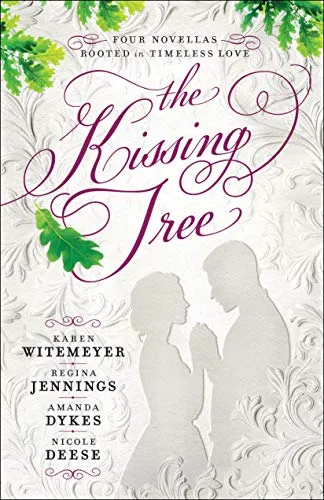 FOUR NOVELLAS
ROOTED in TIMELESS LOVE
the
Kissing
Tree
KAREN
WITEMEYER
REGINA
JENNINGS
AMANDA
DYKES
NICOLE
DEESE